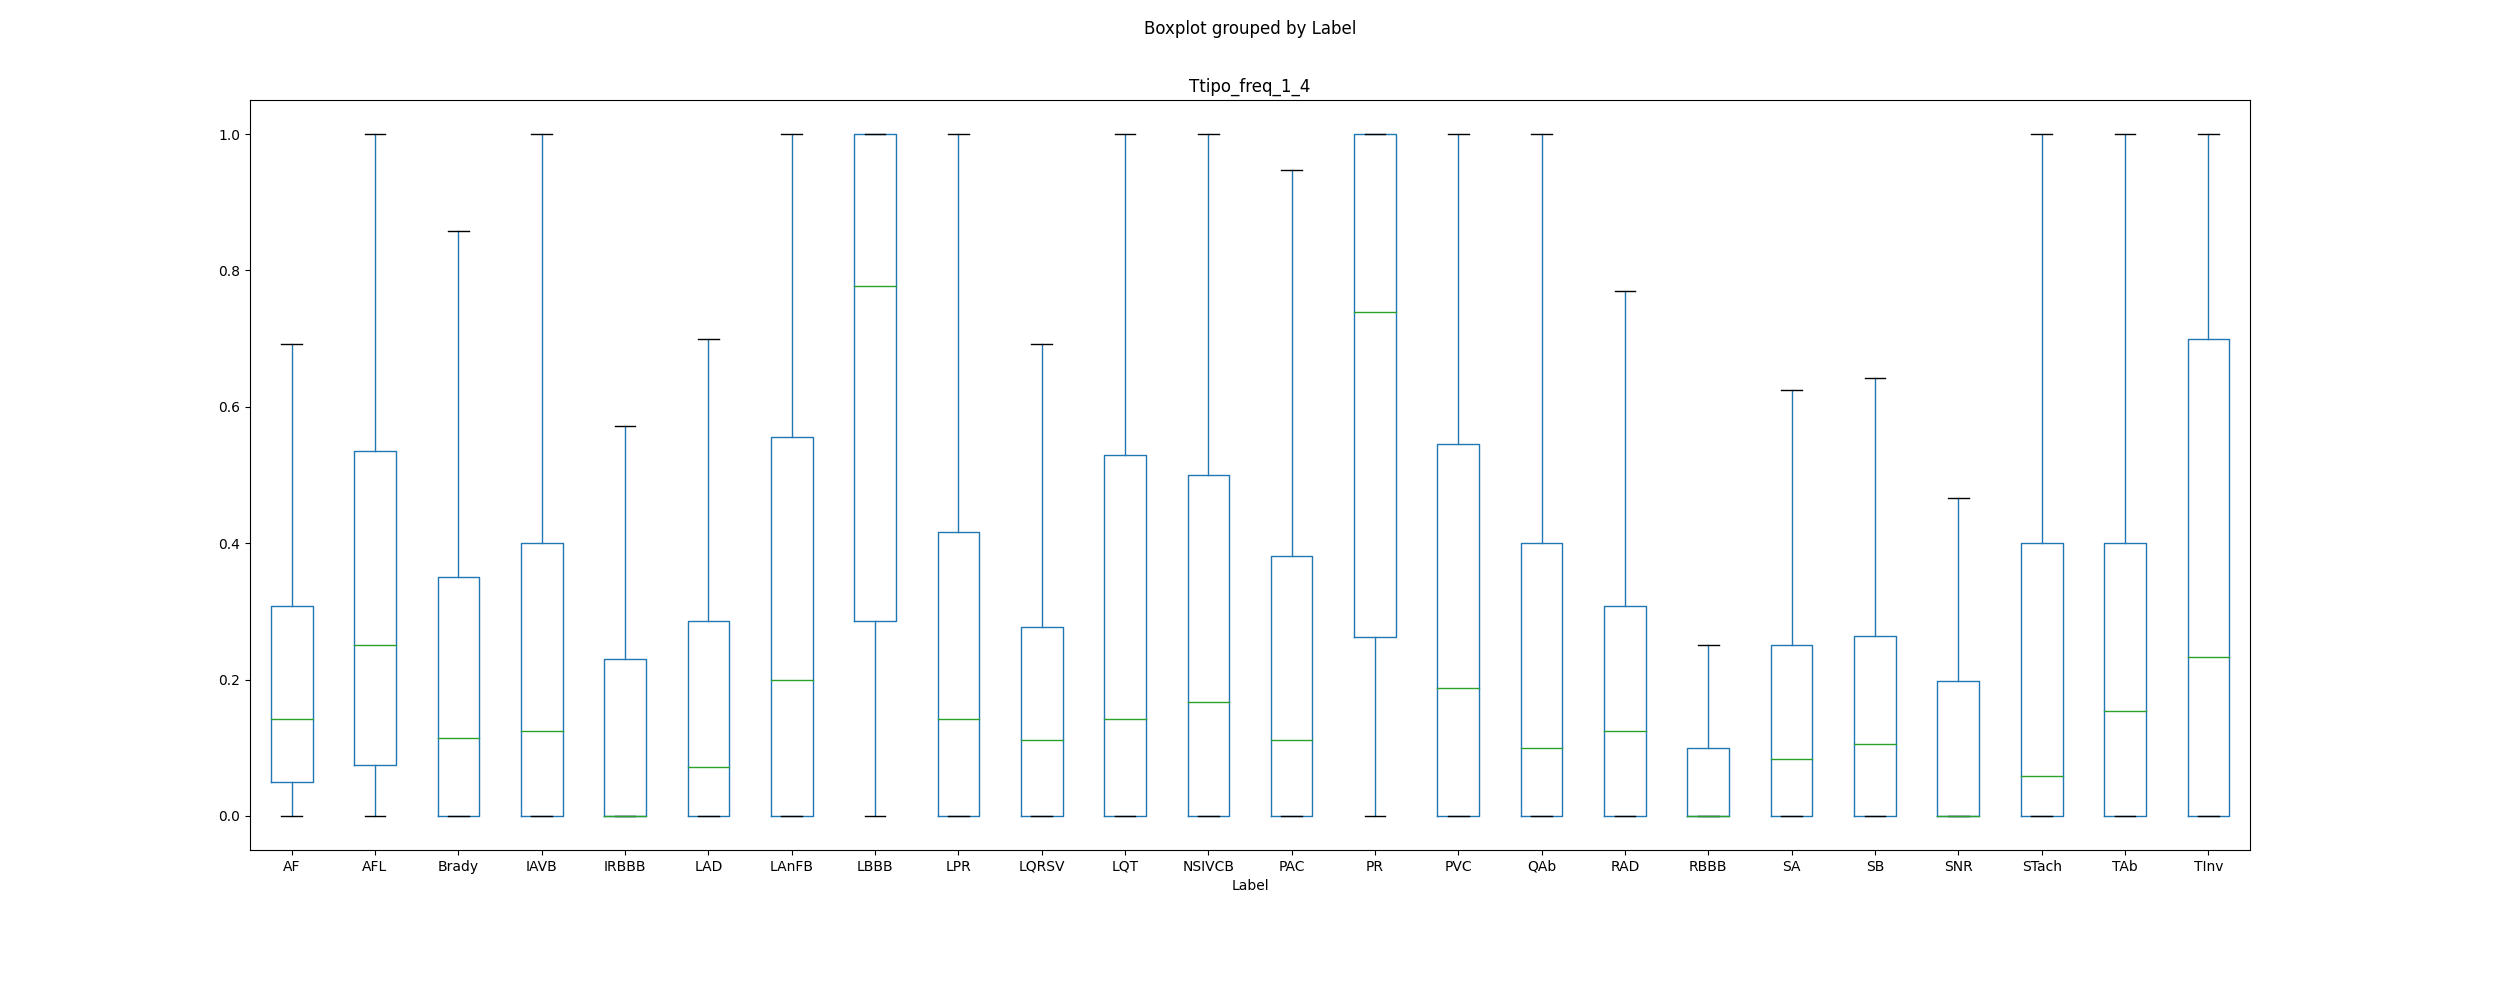 Boxplot grouped by Label
Ttipo_freq_1_4
1.0
0.8
0.6
0.4
0.2
0.0
AF AFL Brady IAVB IRBBB LAD LAnFB LBBB LPR LQRSV LQT NSIVCB PAC PR PVC QAb RAD RBBB SA SB SNR STach TAb TInv
Label